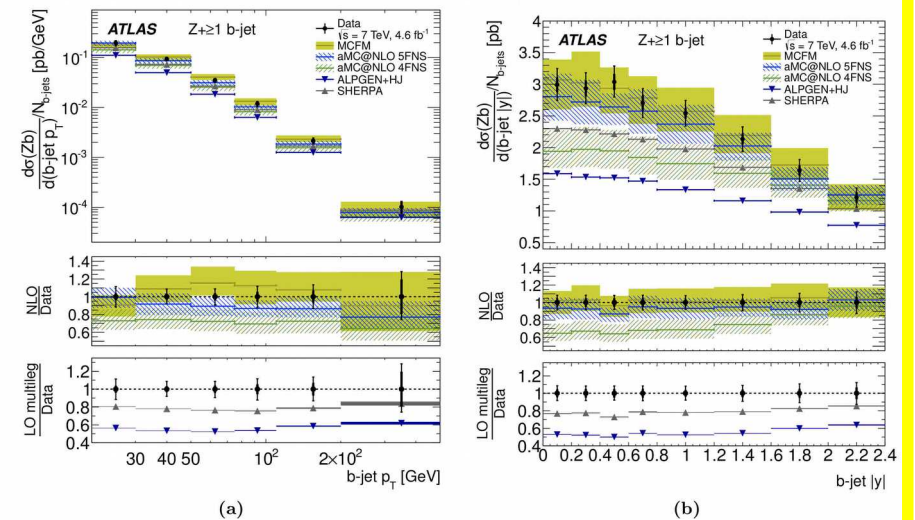 ATLAS Z+≥1 b-jet
Data
√s = 7 TeV, 4.6 fb⁻¹
MCFM
aMC@NLO 5FNS
aMC@NLO 4FNS
ALPGEN+HJ
SHERPA
dσ(Zb)
d(b-jet p_T)
/N_b-jets [pb/GeV]
10⁻¹
10⁻²
10⁻³
10⁻⁴
NLO
Data
1.4
1.2
1
0.8
0.6
LO multileg
Data
1.2
1
0.8
0.6
0.4
30 40 50 10² 2×10²
b-jet p_T [GeV]
(a)
ATLAS Z+≥1 b-jet
Data
√s = 7 TeV, 4.6 fb⁻¹
MCFM
aMC@NLO 5FNS
aMC@NLO 4FNS
ALPGEN+HJ
SHERPA
dσ(Zb)
d(b-jet |y|)
/N_b-jets [pb]
4
3.5
3
2.5
2
1.5
1
0.5
NLO
Data
1.4
1.2
1
0.8
0.6
LO multileg
Data
1.2
1
0.8
0.6
0.4
0 0.2 0.4 0.6 0.8 1 1.2 1.4 1.6 1.8 2 2.2 2.4
b-jet |y|
(b)